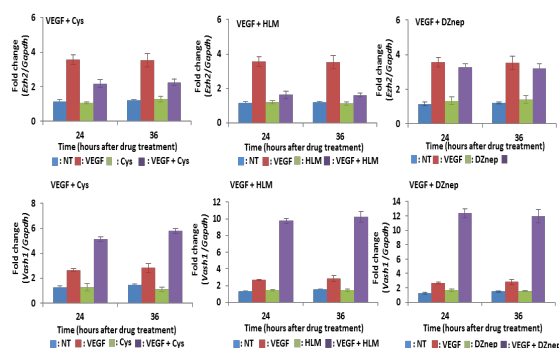 VEGF + Cys
Fold change
(Ezh2/Gapdh)
6
4
2
0
24
36
Time (hours after drug treatment)
: NT : VEGF : Cys : VEGF + Cys
VEGF + HLM
Fold change
(Ezh2/Gapdh)
6
4
2
0
24
36
Time (hours after drug treatment)
: NT : VEGF : HLM : VEGF + HLM
VEGF + DZnep
Fold change
(Ezh2/Gapdh)
6
4
2
0
24
36
Time (hours after drug treatment)
: NT : VEGF : DZnep
VEGF + Cys
Fold change
(Vash1/Gapdh)
8
6
4
2
0
24
36
Time (hours after drug treatment)
: NT : VEGF : Cys : VEGF + Cys
VEGF + HLM
Fold change
(Vash1/Gapdh)
12
10
8
6
4
2
0
24
36
Time (hours after drug treatment)
: NT : VEGF : HLM : VEGF + HLM
VEGF + DZnep
Fold change
(Vash1/Gapdh)
14
12
10
8
6
4
2
0
24
36
Time (hours after drug treatment)
: NT : VEGF : DZnep : VEGF + DZnep